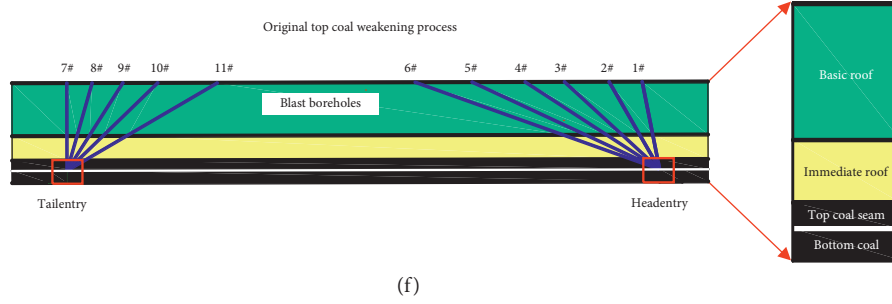 Original top coal weakening process
7# 8# 9# 10# 11# 6# 5# 4# 3# 2# 1#
Blast boreholes
Tailentry
Headentry
Basic roof
Immediate roof
Top coal seam
Bottom coal
(f)